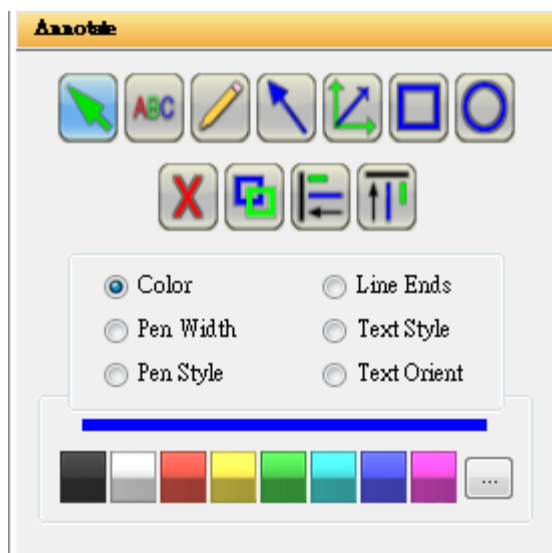 Annotate
ABC
X
Color
Line Ends
Pen Width
Text Style
Pen Style
Text Orient
...